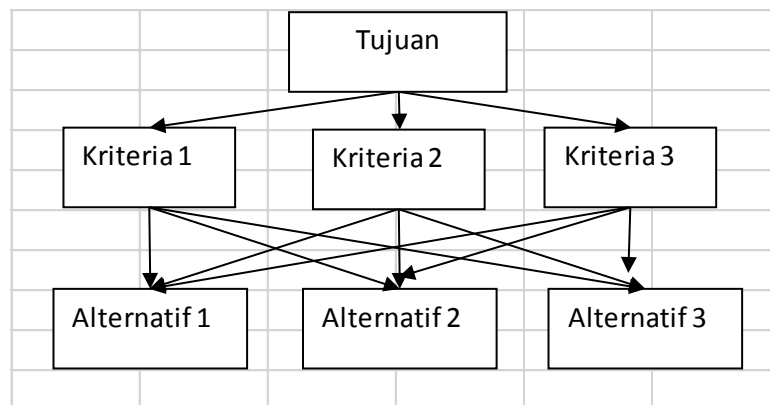 Tujuan
Kriteria 1
Kriteria 2
Kriteria 3
Alternatif 1
Alternatif 2
Alternatif 3